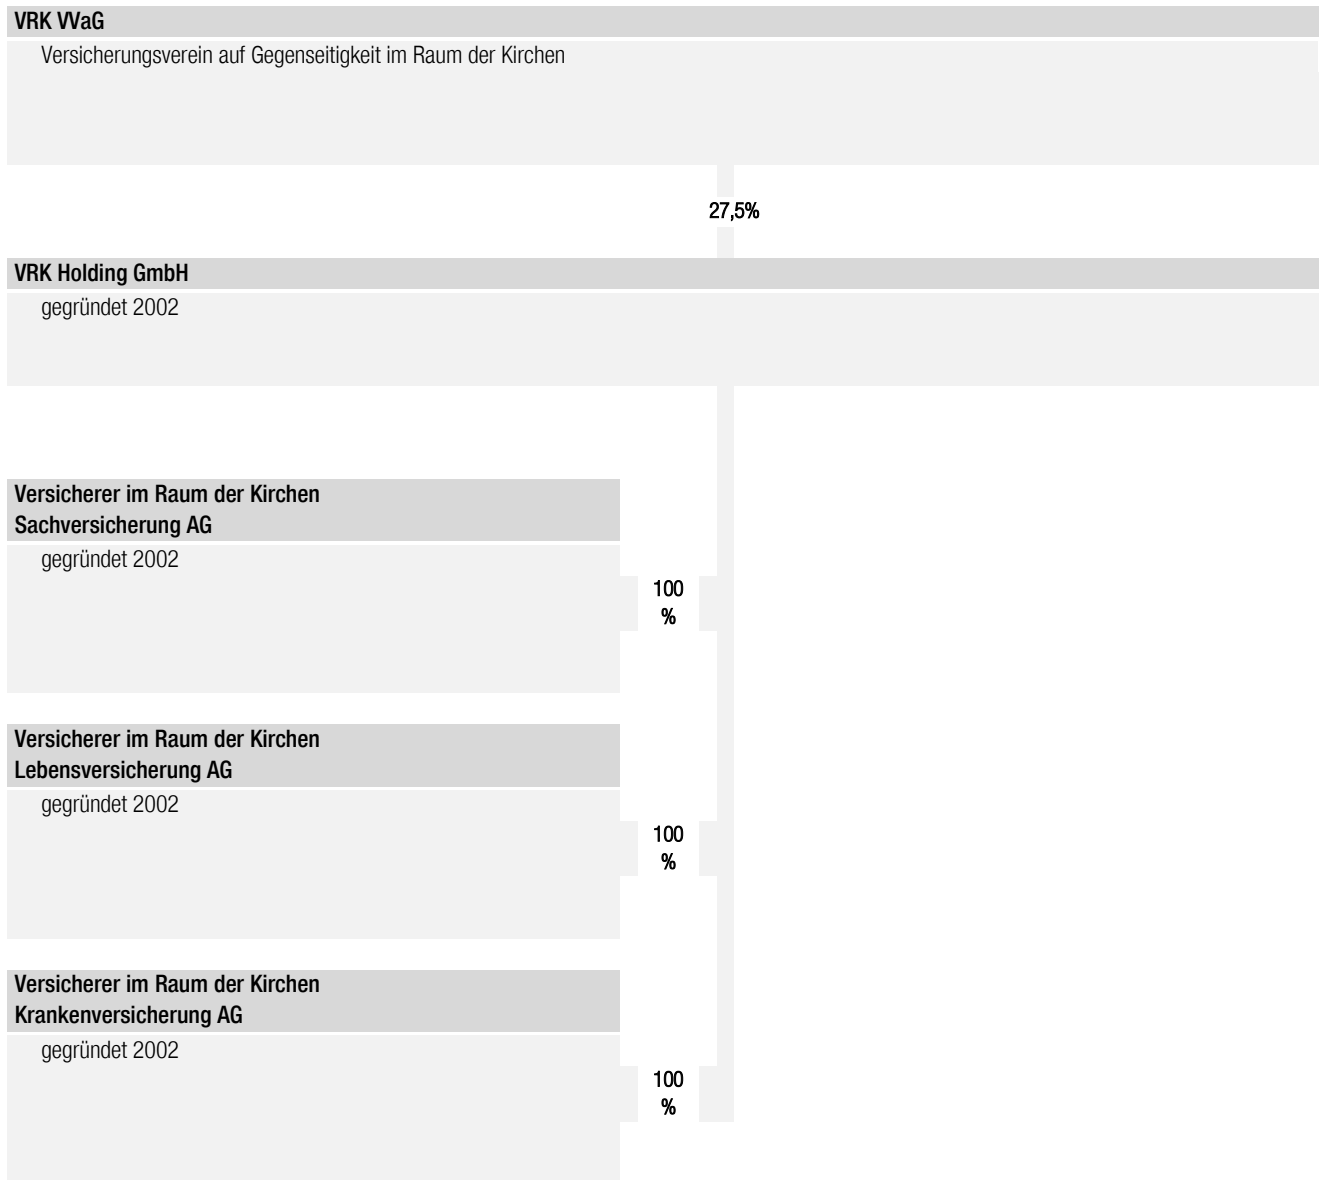 VRK VVaG
Versicherungsverein auf Gegenseitigkeit im Raum der Kirchen
27,5%
VRK Holding GmbH
gegründet 2002
Versicherer im Raum der Kirchen
Sachversicherung AG
gegründet 2002
100
%
Versicherer im Raum der Kirchen
Lebensversicherung AG
gegründet 2002
100
%
Versicherer im Raum der Kirchen
Krankenversicherung AG
gegründet 2002
100
%